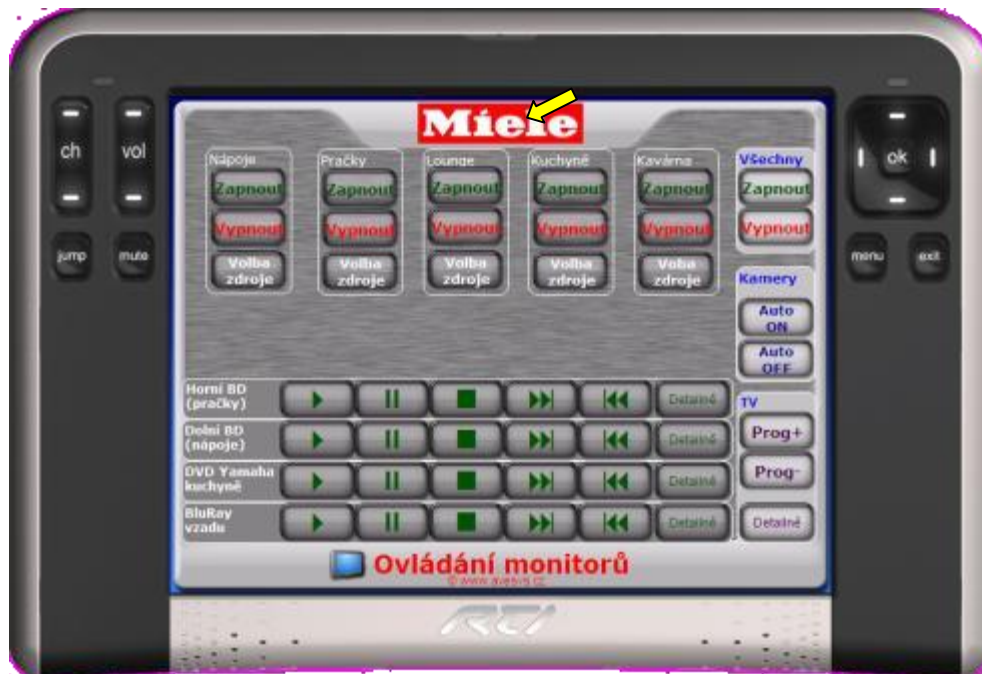 Miele
ch vol
ok
jump mute
menu exit
Nápoje Pračky Lounge Kuchyně Kavárna Všechny
Zapnout Zapnout Zapnout Zapnout Zapnout Zapnout
Vypnout Vypnout Vypnout Vypnout Vypnout Vypnout
Volba Volba Volba Volba Voba
zdroje zdroje zdroje zdroje zdroje
Kamery
Auto
ON
Auto
OFF
Horní BD
(pračky) Detailně
TV
Prog+
Dolní BD
(nápoje) Detailně
Prog-
DVD Yamaha
kuchyně Detailně
BluRay
vzadu Detailně
Detailně
Ovládání monitorů
© www.avesys.cz
RTI